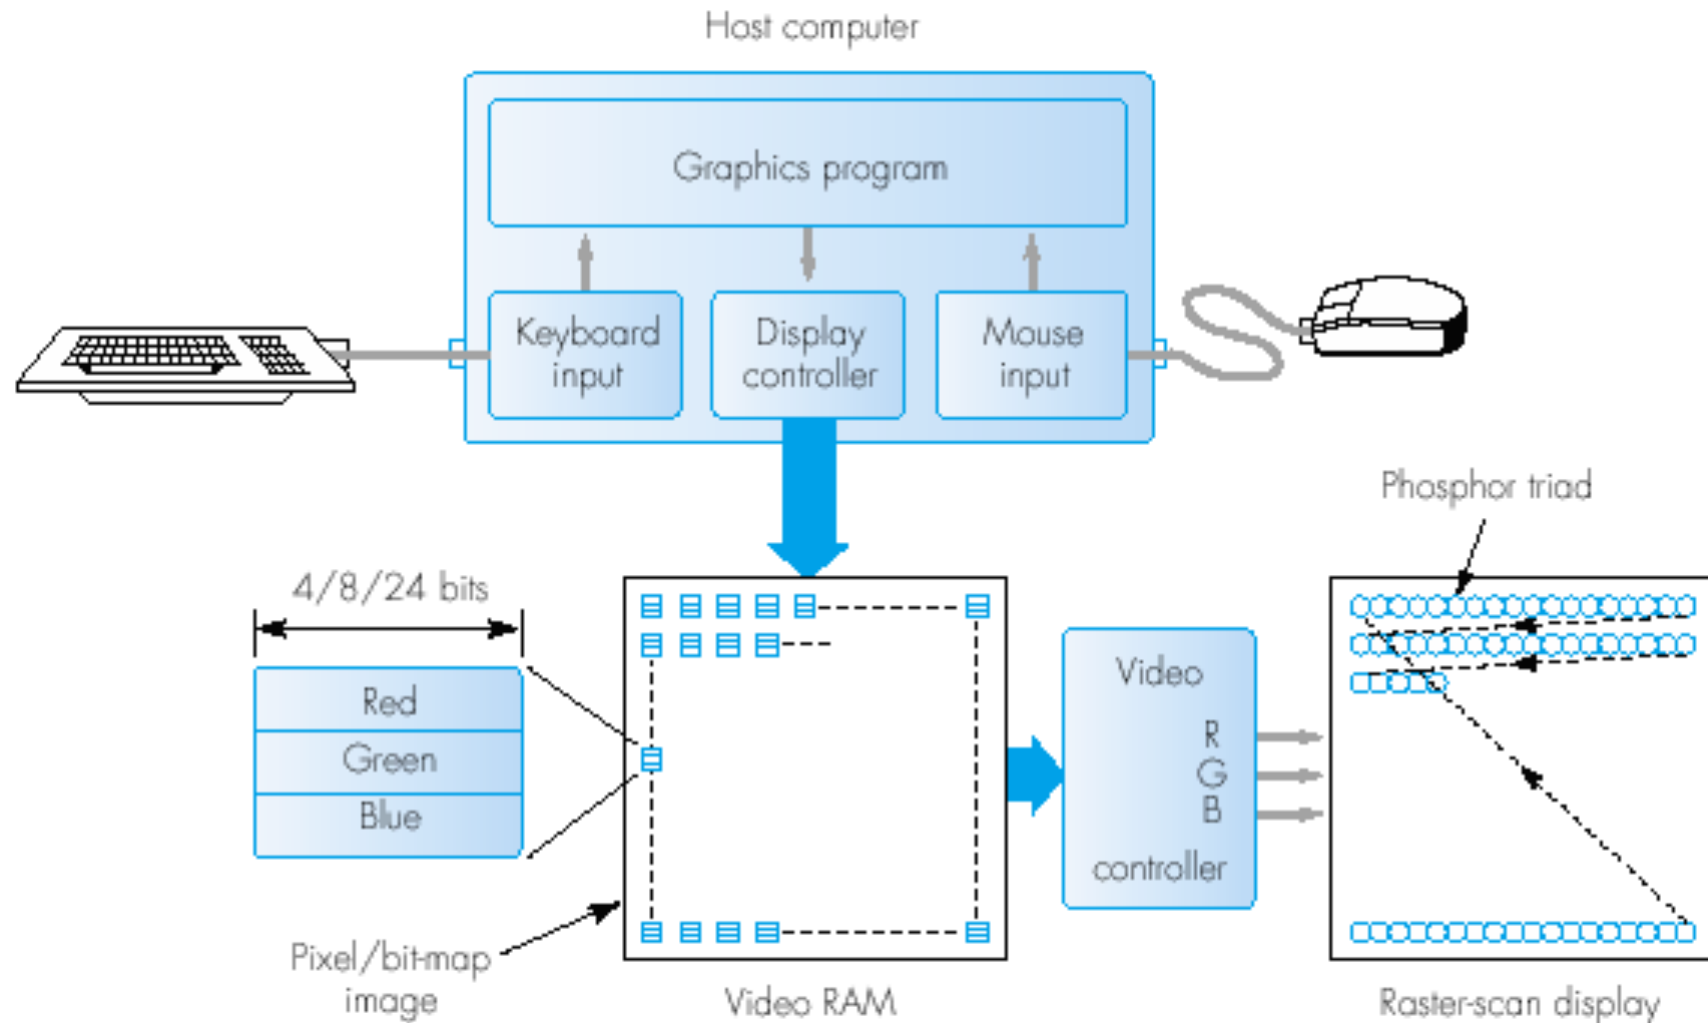 Host computer
Graphics program
Keyboard
input
Display
controller
Mouse
input
Phosphor triad
4/8/24 bits
Red
Green
Blue
Video
R
G
B
controller
Pixel/bit-map
image
Video RAM
Raster-scan display